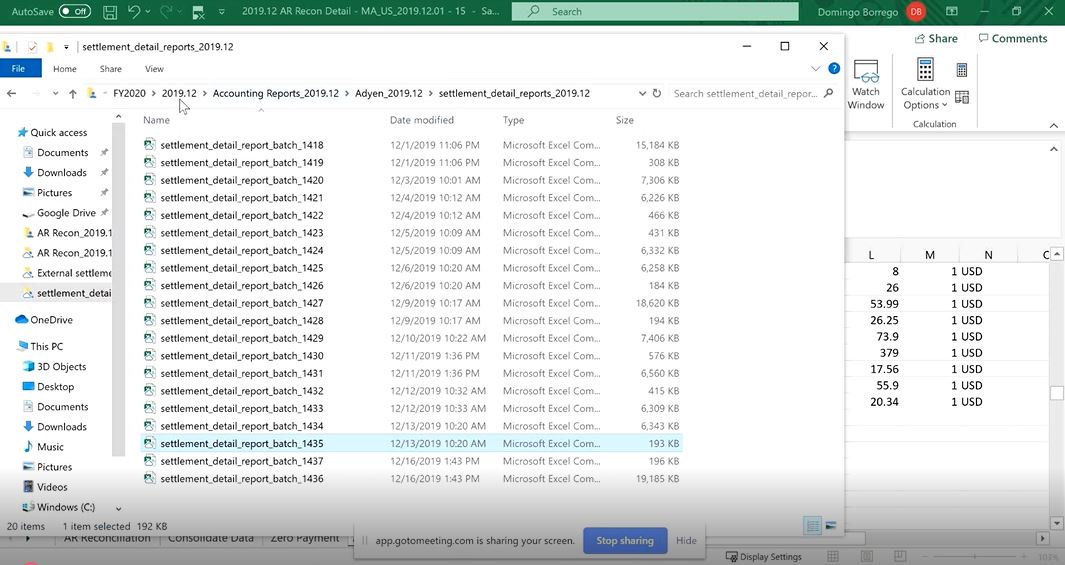 AutoSave Off 2019.12 AR Recon Detail - MA_US_2019.12.01 - 15 - Sa... Search Domingo Borrego DB
Share Comments
settlement_detail_reports_2019.12
File Home Share View
FY2020 > 2019.12 > Accounting Reports_2019.12 > Adyen_2019.12 > settlement_detail_reports_2019.12 Search settlement_detail_repor...
Watch Window
Calculation Options
Calculation
Name Date modified Type Size
Quick access
Documents
Downloads
Pictures
Google Drive
AR Recon_2019.1
AR Recon_2019.1
External settleme
settlement_detai
OneDrive
This PC
3D Objects
Desktop
Documents
Downloads
Music
Pictures
Videos
Windows (C:)
settlement_detail_report_batch_1418 12/1/2019 11:06 PM Microsoft Excel Com... 15,184 KB
settlement_detail_report_batch_1419 12/1/2019 11:06 PM Microsoft Excel Com... 308 KB
settlement_detail_report_batch_1420 12/3/2019 10:01 AM Microsoft Excel Com... 7,306 KB
settlement_detail_report_batch_1421 12/4/2019 10:12 AM Microsoft Excel Com... 6,226 KB
settlement_detail_report_batch_1422 12/4/2019 10:12 AM Microsoft Excel Com... 466 KB
settlement_detail_report_batch_1423 12/5/2019 10:09 AM Microsoft Excel Com... 431 KB
settlement_detail_report_batch_1424 12/5/2019 10:09 AM Microsoft Excel Com... 6,332 KB
settlement_detail_report_batch_1425 12/6/2019 10:20 AM Microsoft Excel Com... 6,258 KB
settlement_detail_report_batch_1426 12/6/2019 10:20 AM Microsoft Excel Com... 184 KB
settlement_detail_report_batch_1427 12/9/2019 10:17 AM Microsoft Excel Com... 18,620 KB
settlement_detail_report_batch_1428 12/9/2019 10:17 AM Microsoft Excel Com... 194 KB
settlement_detail_report_batch_1429 12/10/2019 10:22 AM Microsoft Excel Com... 7,406 KB
settlement_detail_report_batch_1430 12/11/2019 1:36 PM Microsoft Excel Com... 576 KB
settlement_detail_report_batch_1431 12/11/2019 1:36 PM Microsoft Excel Com... 6,560 KB
settlement_detail_report_batch_1432 12/12/2019 10:32 AM Microsoft Excel Com... 415 KB
settlement_detail_report_batch_1433 12/12/2019 10:33 AM Microsoft Excel Com... 6,309 KB
settlement_detail_report_batch_1434 12/13/2019 10:20 AM Microsoft Excel Com... 6,343 KB
settlement_detail_report_batch_1435 12/13/2019 10:20 AM Microsoft Excel Com... 193 KB
settlement_detail_report_batch_1437 12/16/2019 1:43 PM Microsoft Excel Com... 196 KB
settlement_detail_report_batch_1436 12/16/2019 1:43 PM Microsoft Excel Com... 19,185 KB
L M N C
8 1 USD
26 1 USD
53.99 1 USD
26.25 1 USD
73.9 1 USD
379 1 USD
17.56 1 USD
55.9 1 USD
20.34 1 USD
20 items 1 item selected 192 KB
AR Reconciliation Consolidate Data Zero Payment
app.gotomeeting.com is sharing your screen. Stop sharing Hide
Display Settings 103%